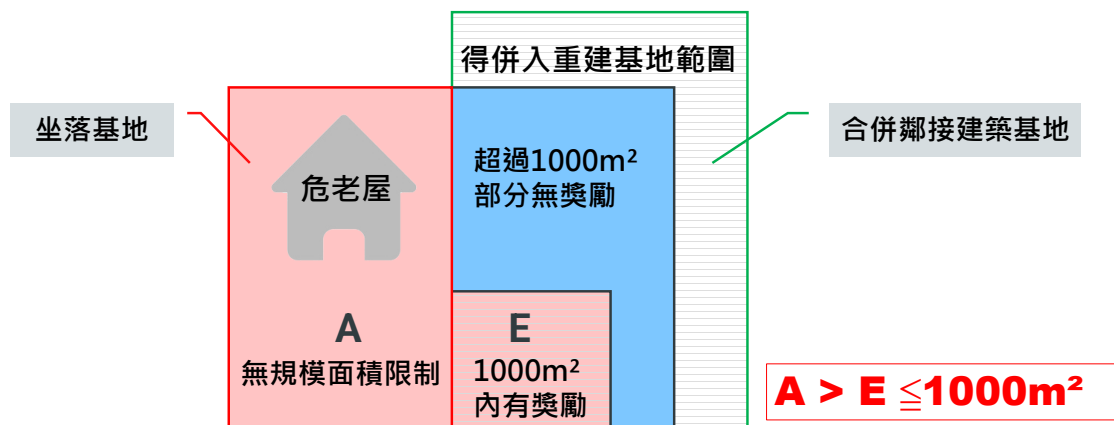 得併入重建基地範圍
坐落基地
合併鄰接建築基地
危老屋
超過1000m²
部分無獎勵
A
無規模面積限制
E
1000m²
內有獎勵
A > E ≦1000m²